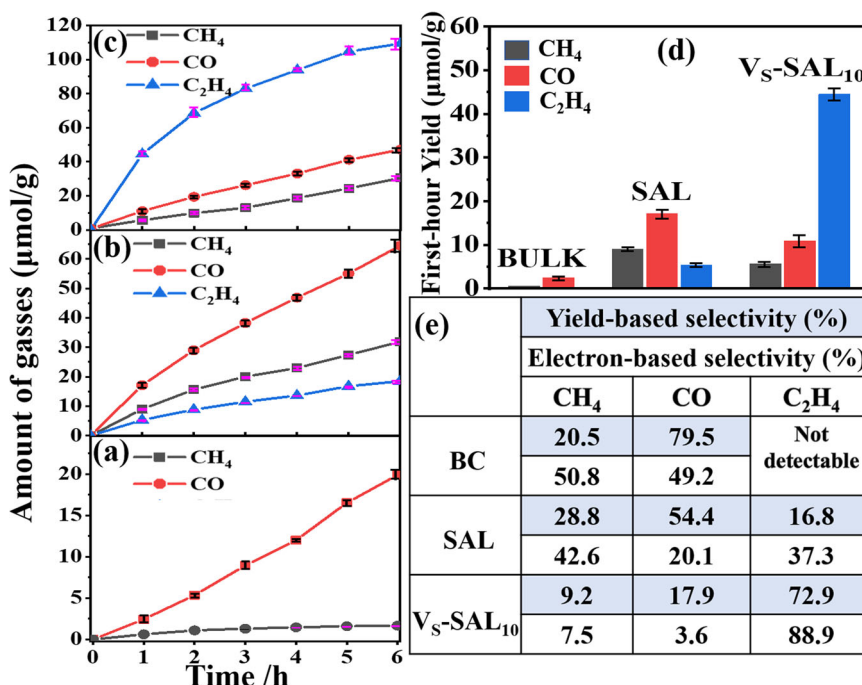 Amount of gasses (μmol/g)
(c)
CH₄
CO
C₂H₄
120
100
80
60
40
20
0
(b)
CH₄
CO
C₂H₄
60
50
40
30
20
10
0
(a)
CH₄
CO
20
15
10
5
0
0 1 2 3 4 5 6
Time /h
(d)
First-hour Yield (μmol/g)
60
50
40
30
20
10
0
CH₄
CO
C₂H₄
BULK
SAL
VS-SAL₁₀
(e)
Yield-based selectivity (%)
Electron-based selectivity (%)
CH₄ CO C₂H₄
BC
20.5 79.5 Not
detectable
50.8 49.2
SAL
28.8 54.4 16.8
42.6 20.1 37.3
VS-SAL₁₀
9.2 17.9 72.9
7.5 3.6 88.9